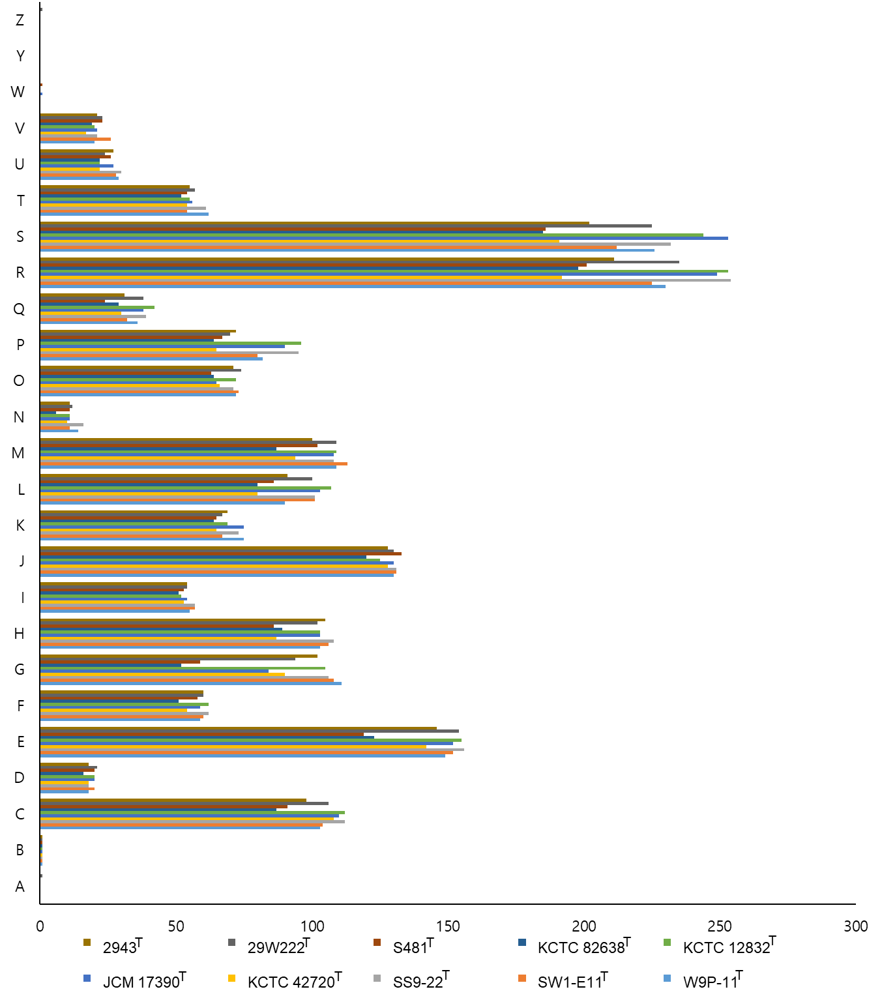 Z
Y
W
V
U
T
S
R
Q
P
O
N
M
L
K
J
I
H
G
F
E
D
C
B
A
0 50 100 150 200 250 300
2943ᵀ 29W222ᵀ S481ᵀ KCTC 82638ᵀ KCTC 12832ᵀ
JCM 17390ᵀ KCTC 42720ᵀ SS9-22ᵀ SW1-E11ᵀ W9P-11ᵀ